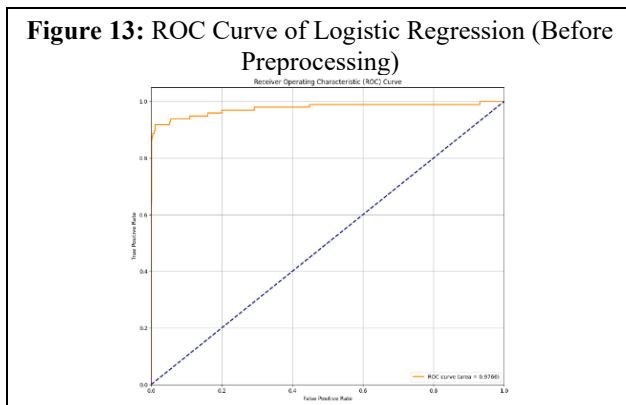 Figure 13: ROC Curve of Logistic Regression (Before
Preprocessing)
Receiver Operating Characteristic (ROC) Curve
1.0
0.8
0.6
0.4
0.2
0.0
True Positive Rate
0.0 0.2 0.4 0.6 0.8 1.0
False Positive Rate
ROC curve (area = 0.9766)